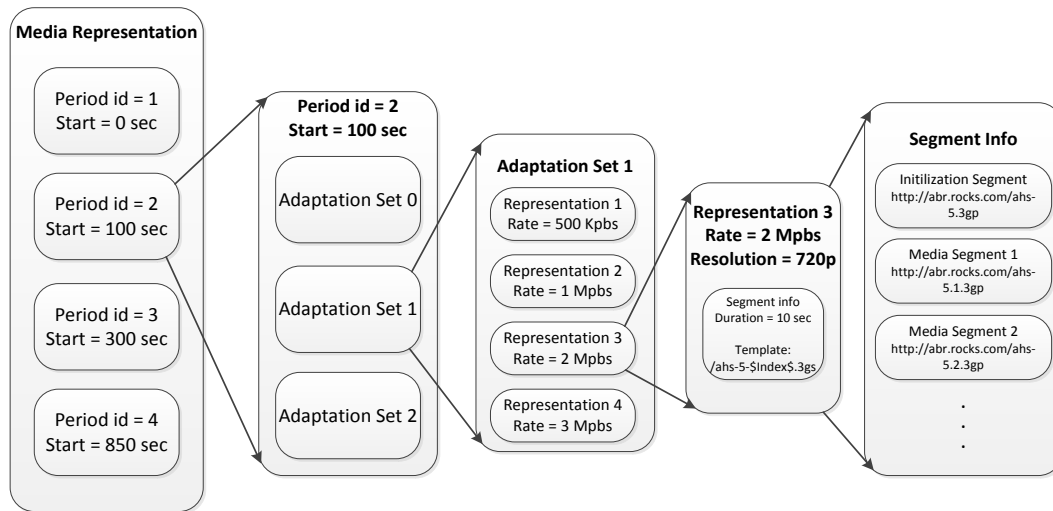 Media Representation
Period id = 1
Start = 0 sec
Period id = 2
Start = 100 sec
Period id = 3
Start = 300 sec
Period id = 4
Start = 850 sec
Period id = 2
Start = 100 sec
Adaptation Set 0
Adaptation Set 1
Adaptation Set 2
Adaptation Set 1
Representation 1
Rate = 500 Kpbs
Representation 2
Rate = 1 Mpbs
Representation 3
Rate = 2 Mpbs
Representation 4
Rate = 3 Mpbs
Representation 3
Rate = 2 Mpbs
Resolution = 720p
Segment info
Duration = 10 sec
Template:
/ahs-5-$Index$.3gs
Segment Info
Initilization Segment
http://abr.rocks.com/ahs-
5.3gp
Media Segment 1
http://abr.rocks.com/ahs-
5.1.3gp
Media Segment 2
http://abr.rocks.com/ahs-
5.2.3gp
.
.
.